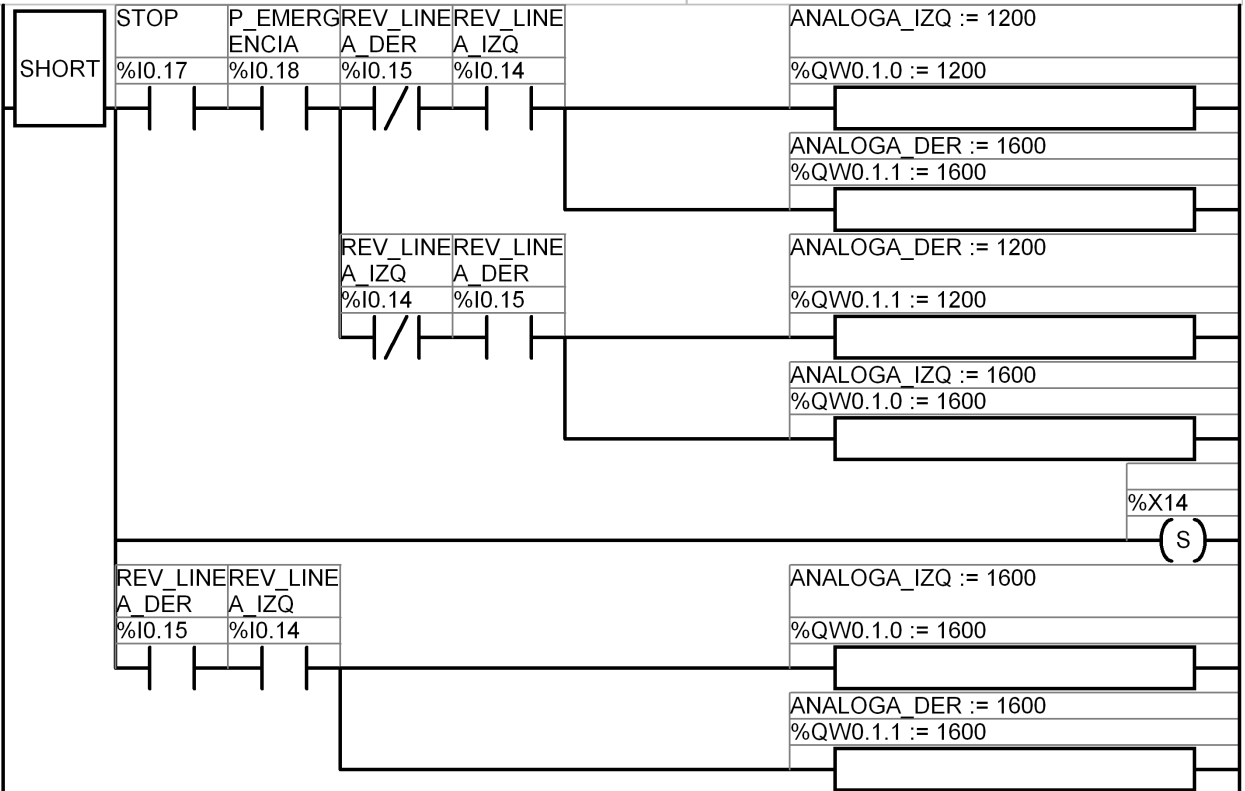 STOP
P_EMERG
ENCIA
REV_LINE
A_DER
REV_LINE
A_IZQ
ANALOGA_IZQ := 1200
SHORT
%I0.17
%I0.18
%I0.15
%I0.14
%QW0.1.0 := 1200
ANALOGA_DER := 1600
%QW0.1.1 := 1600
REV_LINE
A_IZQ
REV_LINE
A_DER
ANALOGA_DER := 1200
%I0.14
%I0.15
%QW0.1.1 := 1200
ANALOGA_IZQ := 1600
%QW0.1.0 := 1600
%X14
S
REV_LINE
A_DER
REV_LINE
A_IZQ
ANALOGA_IZQ := 1600
%I0.15
%I0.14
%QW0.1.0 := 1600
ANALOGA_DER := 1600
%QW0.1.1 := 1600